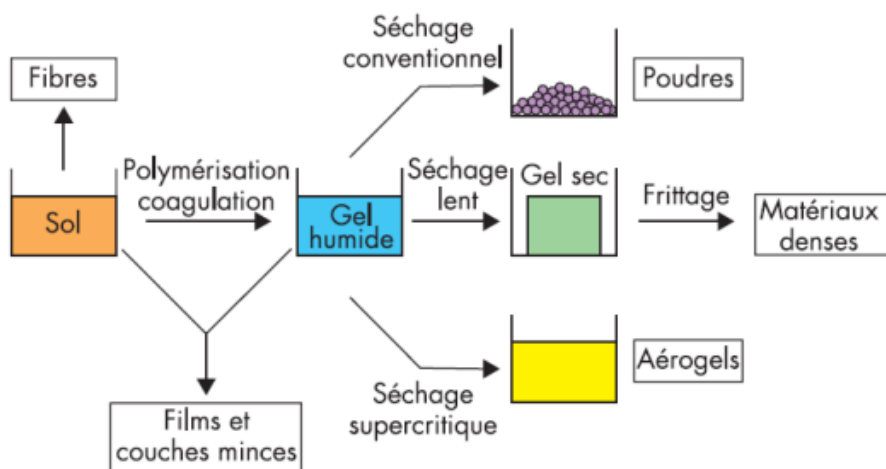 Séchage
conventionnel
Fibres
Poudres
Polymérisation
coagulation
Séchage
lent
Gel sec
Frittage
Sol
Gel
humide
Matériaux
denses
Aérogels
Séchage
supercritique
Films et
couches minces